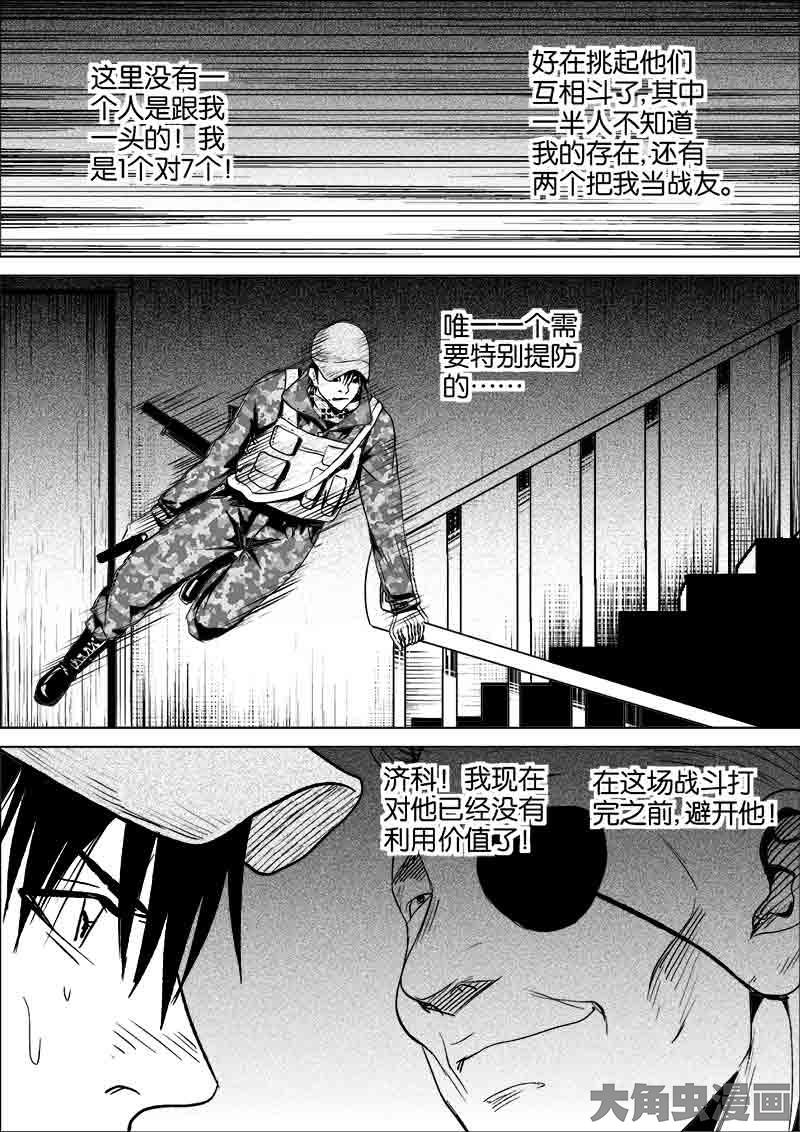 这里没有一
个人是跟我
一头的！我
是1个对7个！
好在挑起他们
互相斗了，其中
一半人不知道
我的存在，还有
两个把我当战友。
唯一一个需
要特别提防
的……
济科！我现在
对他已经没有
利用价值了！
在这场战斗打
完之前，避开他！
大角虫漫画